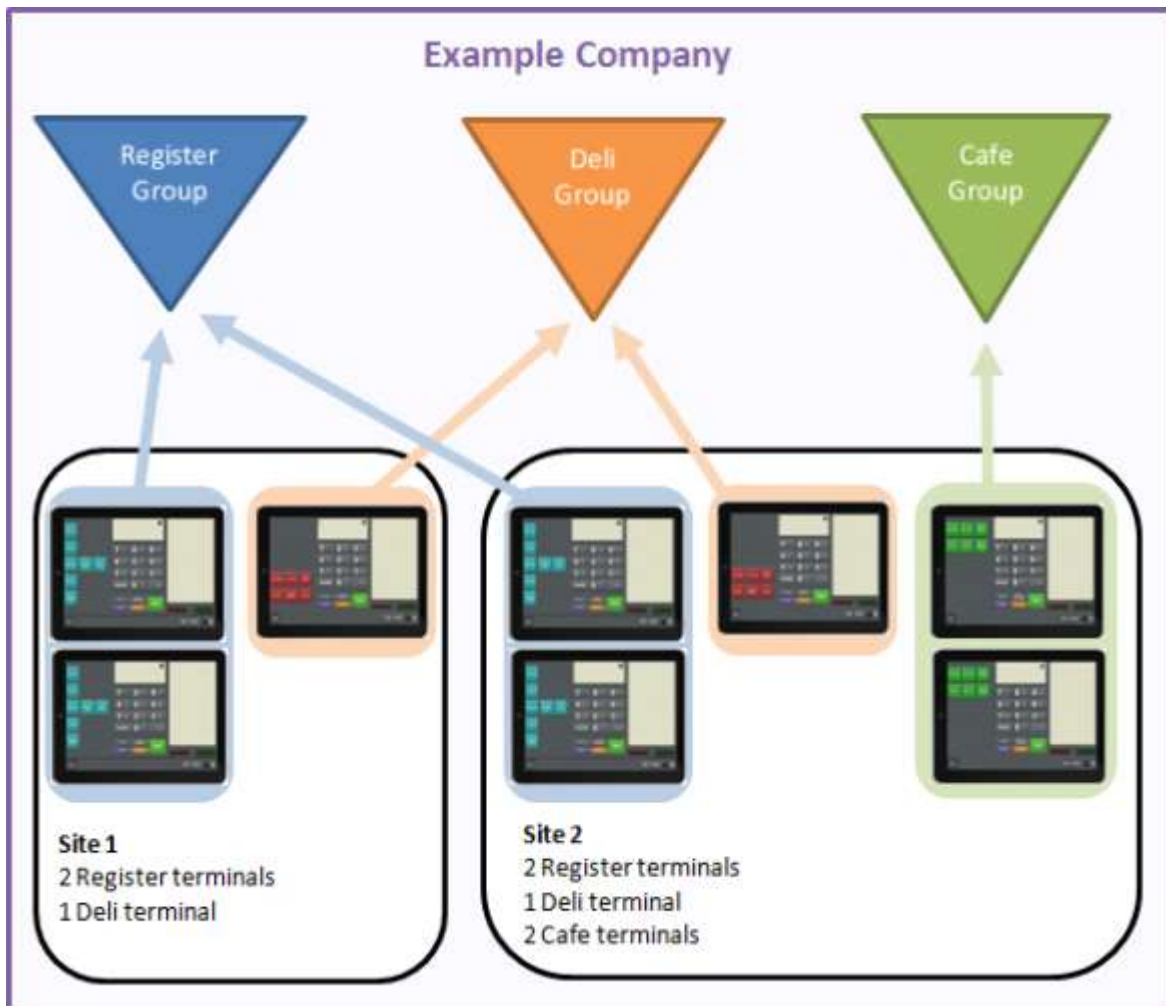 Example Company
Register
Group
Deli
Group
Cafe
Group
Site 1
2 Register terminals
1 Deli terminal
Site 2
2 Register terminals
1 Deli terminal
2 Cafe terminals